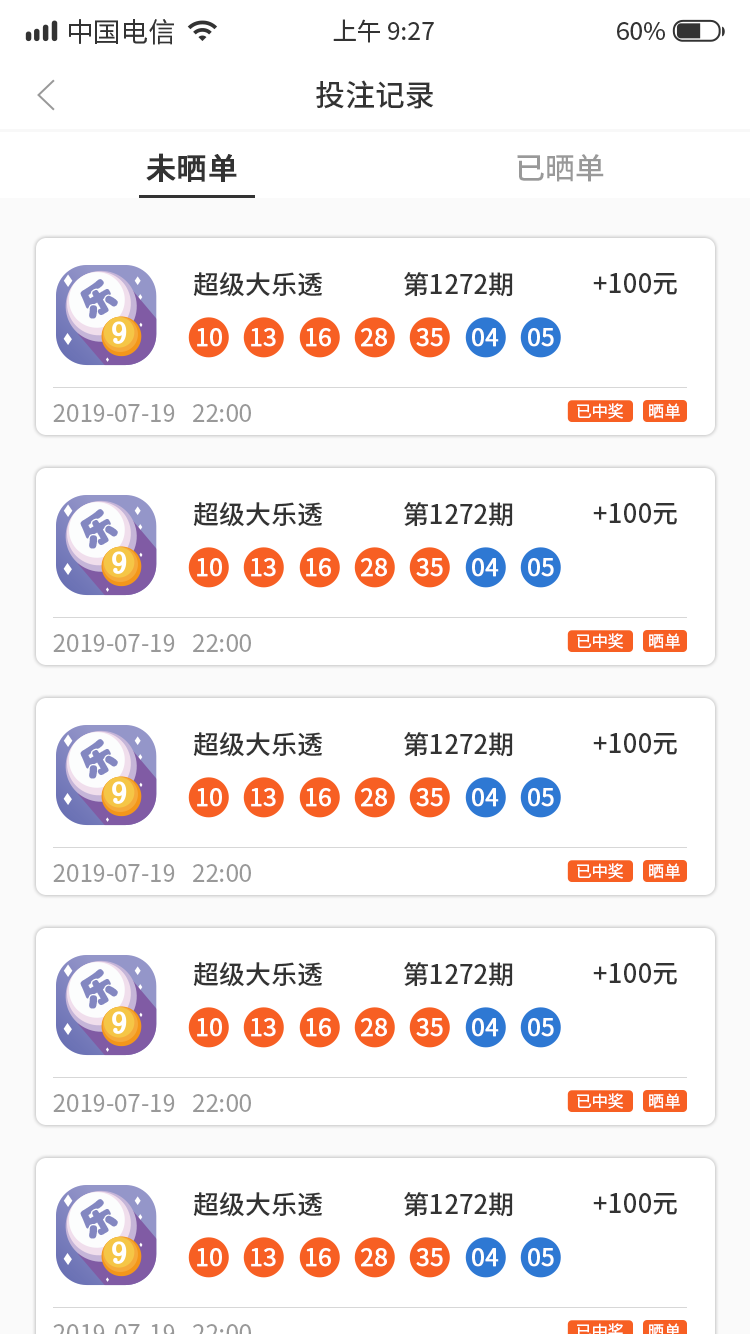 中国电信 上午 9:27 60%
投注记录
未晒单 已晒单
超级大乐透 第1272期 +100元
乐 9
10 13 16 28 35 04 05
2019-07-19 22:00 已中奖 晒单
超级大乐透 第1272期 +100元
乐 9
10 13 16 28 35 04 05
2019-07-19 22:00 已中奖 晒单
超级大乐透 第1272期 +100元
乐 9
10 13 16 28 35 04 05
2019-07-19 22:00 已中奖 晒单
超级大乐透 第1272期 +100元
乐 9
10 13 16 28 35 04 05
2019-07-19 22:00 已中奖 晒单
超级大乐透 第1272期 +100元
乐 9
10 13 16 28 35 04 05
2019-07-19 22:00 已中奖 晒单